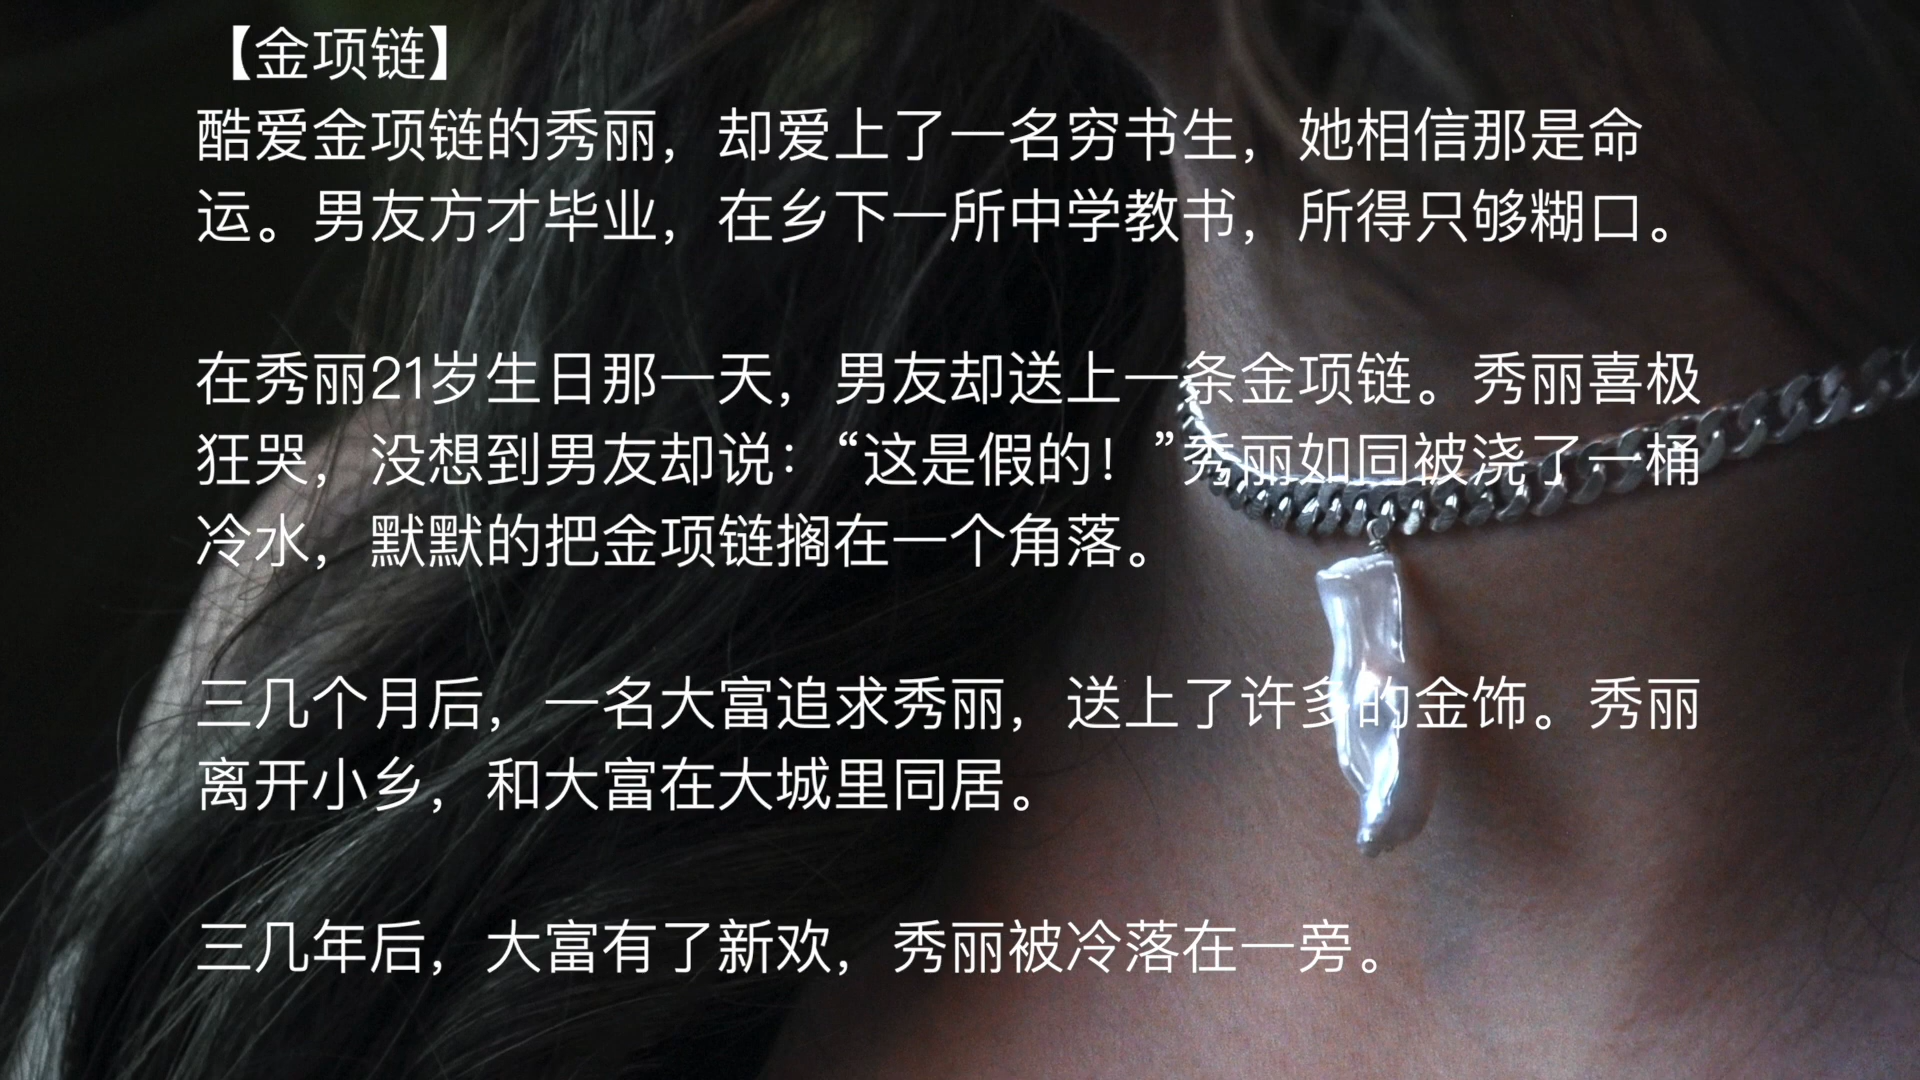 【金项链】
酷爱金项链的秀丽，却爱上了一名穷书生，她相信那是命
运。男友方才毕业，在乡下一所中学教书，所得只够糊口。
在秀丽21岁生日那一天，男友却送上一条金项链。秀丽喜极
狂哭，没想到男友却说：“这是假的！”秀丽如同被浇了一桶
冷水，默默的把金项链搁在一个角落。
三几个月后，一名大富追求秀丽，送上了许多的金饰。秀丽
离开小乡，和大富在大城里同居。
三几年后，大富有了新欢，秀丽被冷落在一旁。